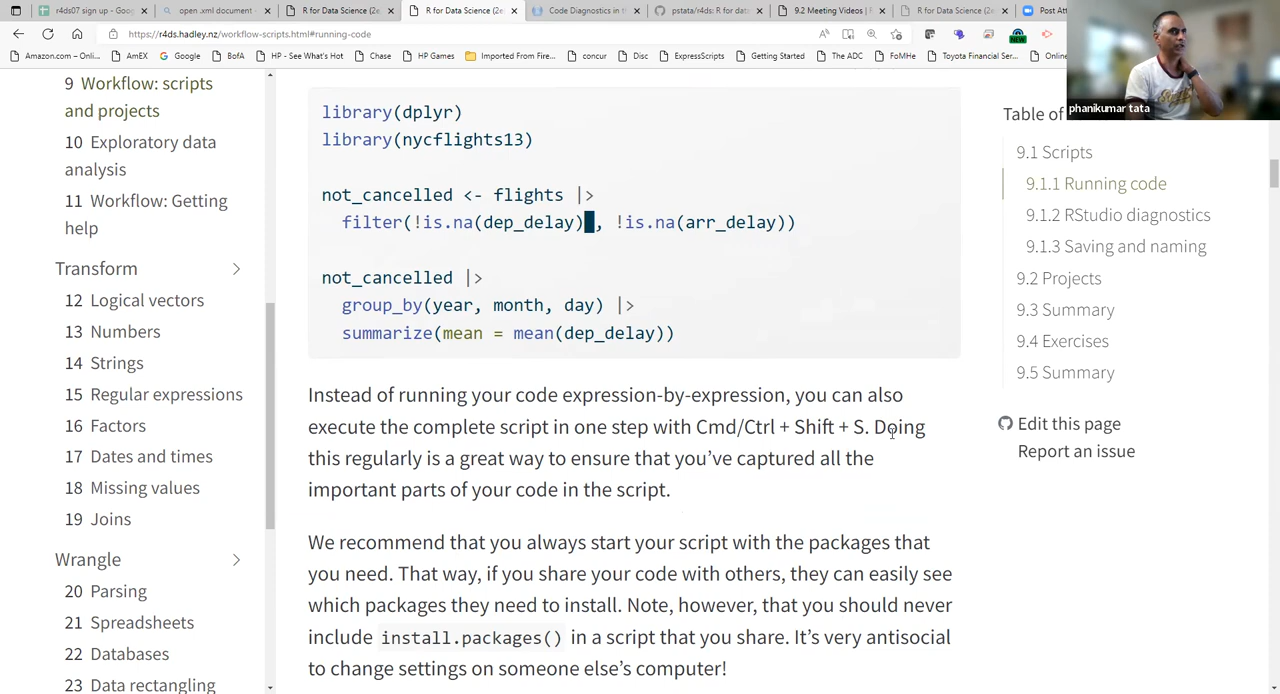 r4ds07 sign up - Goo
open .xml document -
R for Data Science (2e
R for Data Science (2e
Code Diagnostics in th
pstata/r4ds: R for dat
9.2 Meeting Videos | R
R for Data Science (2e
Post Att
https://r4ds.hadley.nz/workflow-scripts.html#running-code
NEW
Amazon.com – Onli...
AmEX
Google
BofA
HP - See What's Hot
Chase
HP Games
Imported From Fire...
concur
Disc
ExpressScripts
Getting Started
The ADC
FoMHe
Toyota Financial Ser...
Onlin
phanikumar tata
9 Workflow: scripts
and projects
10 Exploratory data
analysis
11 Workflow: Getting
help
Transform
12 Logical vectors
13 Numbers
14 Strings
15 Regular expressions
16 Factors
17 Dates and times
18 Missing values
19 Joins
Wrangle
20 Parsing
21 Spreadsheets
22 Databases
23 Data rectangling
library(dplyr)
library(nycflights13)
not_cancelled <- flights |>
filter(!is.na(dep_delay), !is.na(arr_delay))
not_cancelled |>
group_by(year, month, day) |>
summarize(mean = mean(dep_delay))
Instead of running your code expression-by-expression, you can also
execute the complete script in one step with Cmd/Ctrl + Shift + S. Doing
this regularly is a great way to ensure that you've captured all the
important parts of your code in the script.
We recommend that you always start your script with the packages that
you need. That way, if you share your code with others, they can easily see
which packages they need to install. Note, however, that you should never
include install.packages() in a script that you share. It's very antisocial
to change settings on someone else's computer!
Table of
9.1 Scripts
9.1.1 Running code
9.1.2 RStudio diagnostics
9.1.3 Saving and naming
9.2 Projects
9.3 Summary
9.4 Exercises
9.5 Summary
Edit this page
Report an issue